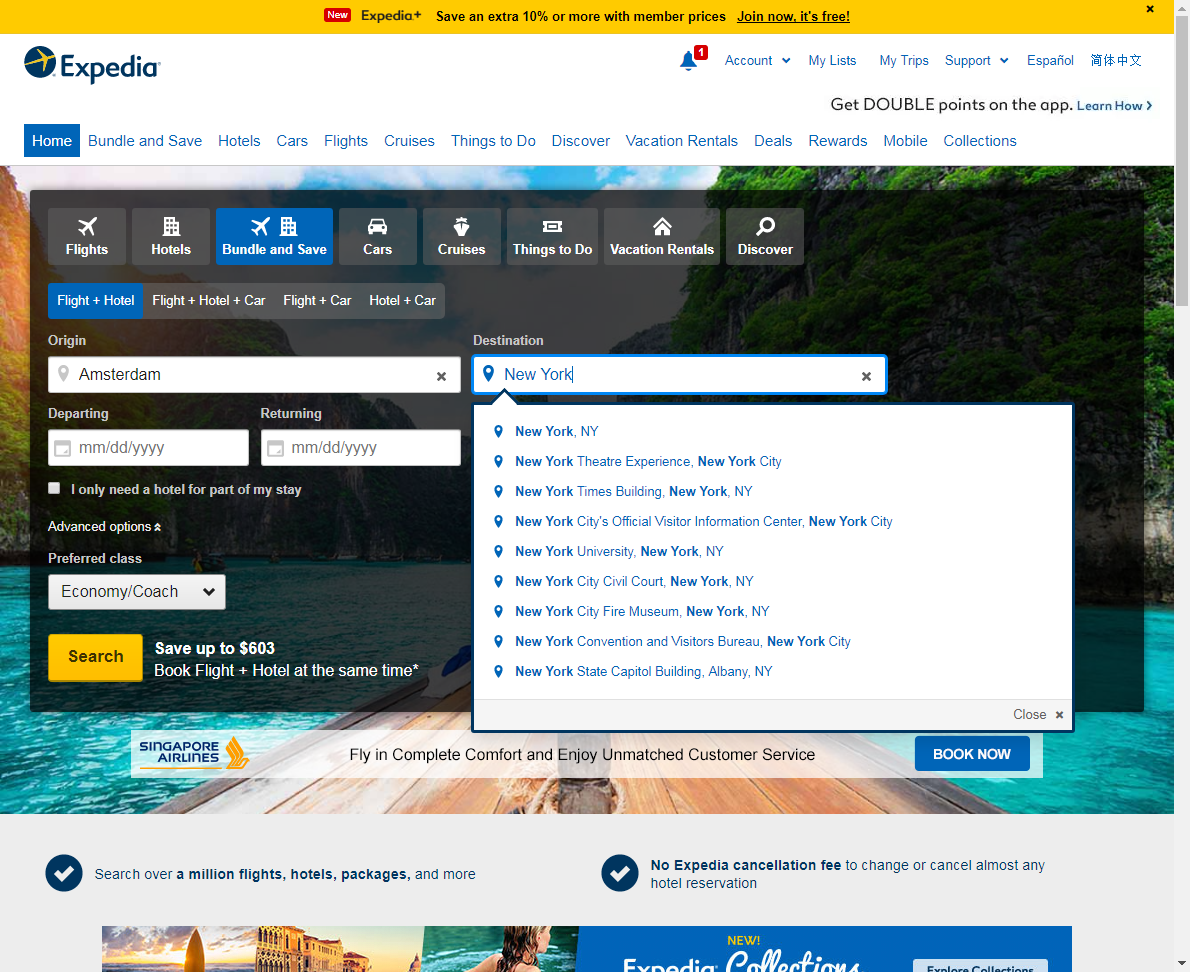 New Expedia+ Save an extra 10% or more with member prices Join now, it's free!
Expedia
1
Account My Lists My Trips Support Español 简体中文
Get DOUBLE points on the app. Learn How
Home Bundle and Save Hotels Cars Flights Cruises Things to Do Discover Vacation Rentals Deals Rewards Mobile Collections
Flights Hotels Bundle and Save Cars Cruises Things to Do Vacation Rentals Discover
Flight + Hotel Flight + Hotel + Car Flight + Car Hotel + Car
Origin Destination
Amsterdam New York
Departing Returning
mm/dd/yyyy mm/dd/yyyy
I only need a hotel for part of my stay
Advanced options
Preferred class
Economy/Coach
Search
Save up to $603
Book Flight + Hotel at the same time*
New York, NY
New York Theatre Experience, New York City
New York Times Building, New York, NY
New York City's Official Visitor Information Center, New York City
New York University, New York, NY
New York City Civil Court, New York, NY
New York City Fire Museum, New York, NY
New York Convention and Visitors Bureau, New York City
New York State Capitol Building, Albany, NY
Close
SINGAPORE
AIRLINES
Fly in Complete Comfort and Enjoy Unmatched Customer Service
BOOK NOW
Search over a million flights, hotels, packages, and more
No Expedia cancellation fee to change or cancel almost any
hotel reservation
NEW!
Expedia Collections
Explore Collections